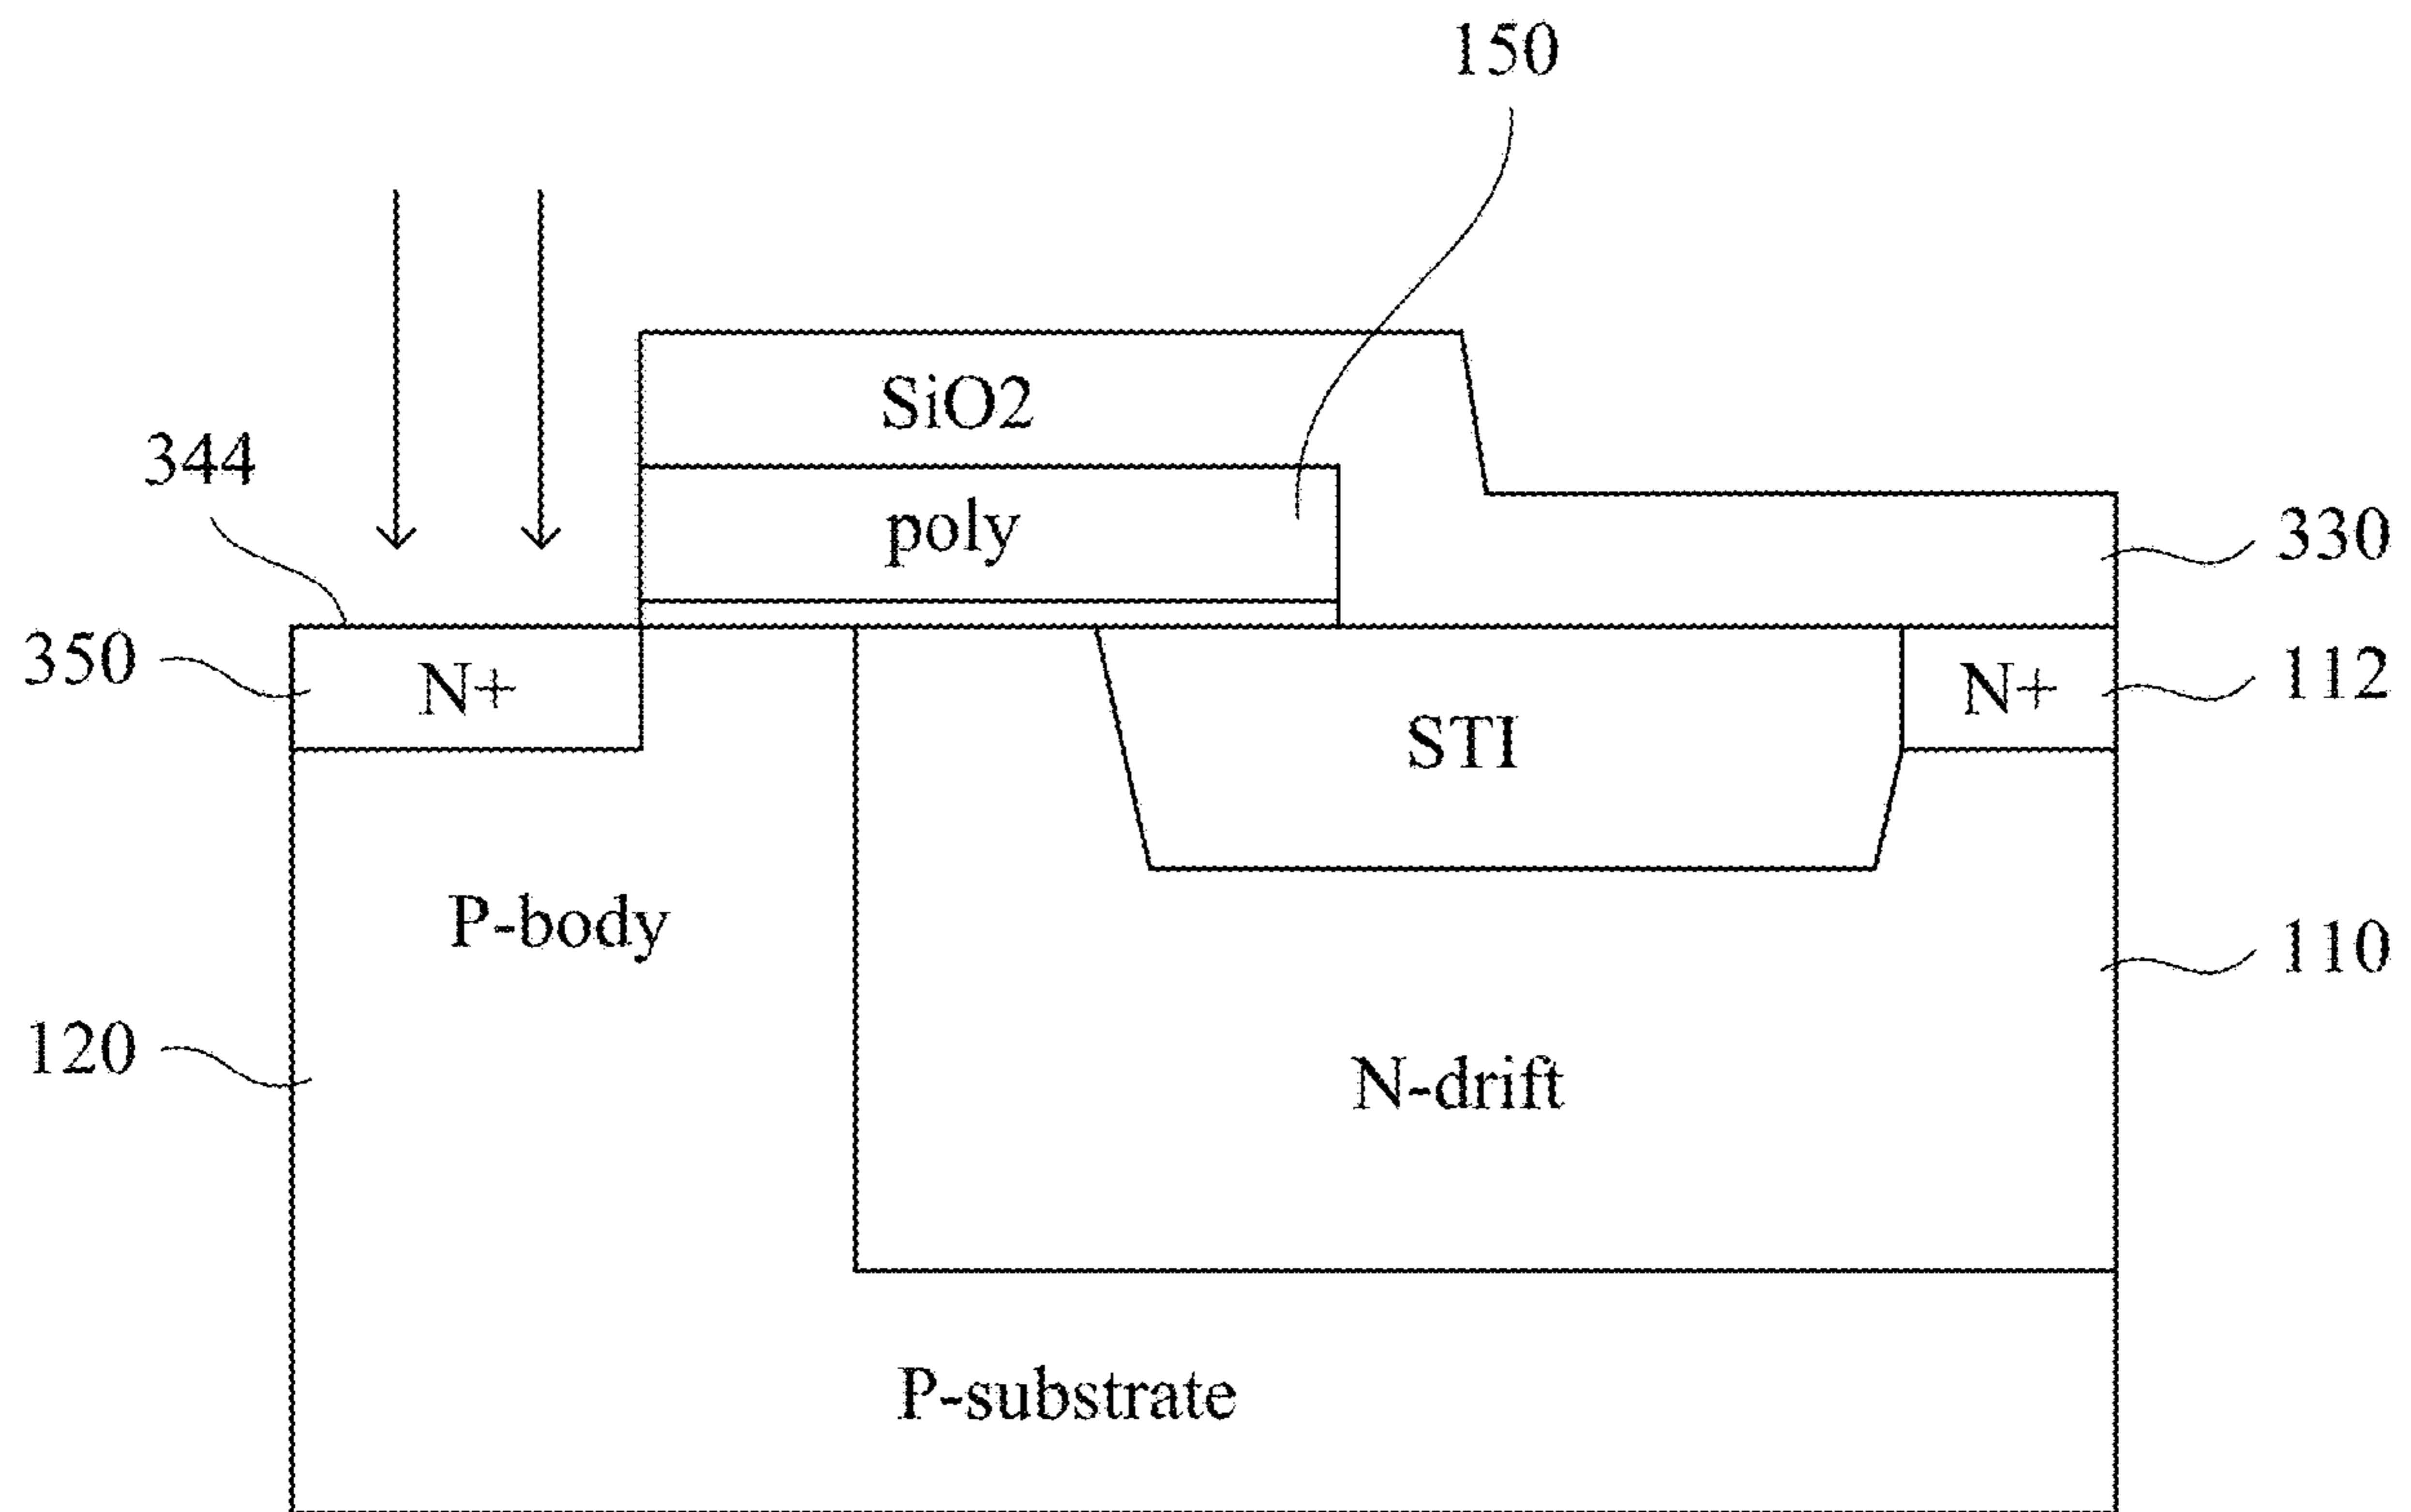 150
SiO2
344
poly
330
350
N+
N+
112
STI
P-body
110
120
N-drift
P-substrate